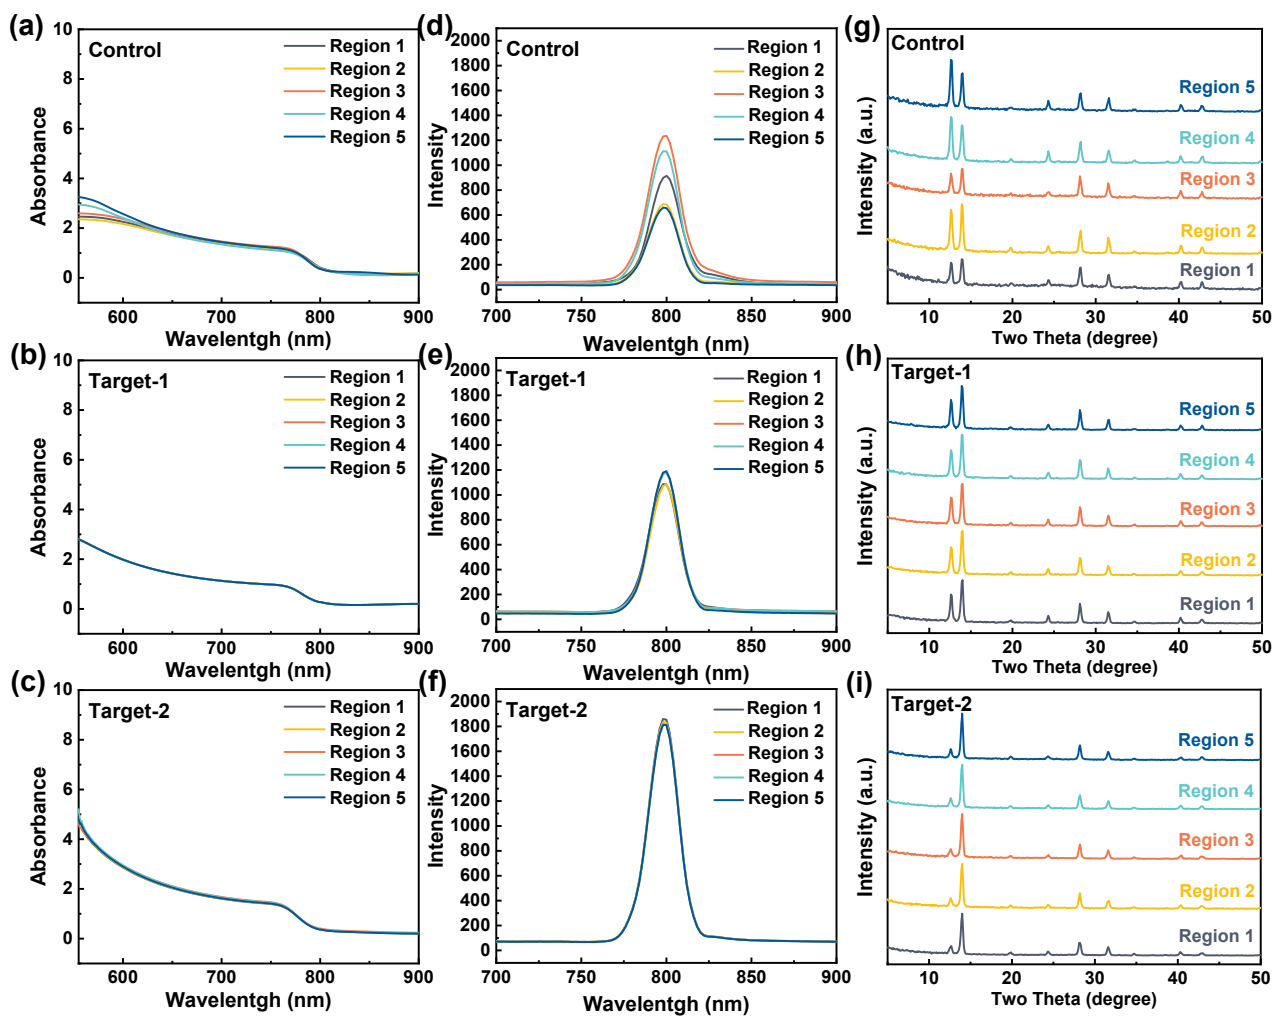 (a)
Control
Region 1
Region 2
Region 3
Region 4
Region 5
10
8
6
4
2
0
Absorbance
600
700
800
900
Wavelentgh (nm)
(d)
Control
Region 1
Region 2
Region 3
Region 4
Region 5
2000
1800
1600
1400
1200
1000
800
600
400
200
0
Intensity
700
750
800
850
900
Wavelentgh (nm)
(g)
Control
Region 5
Region 4
Region 3
Region 2
Region 1
Intensity (a.u.)
10
20
30
40
50
Two Theta (degree)
(b)
Target-1
Region 1
Region 2
Region 3
Region 4
Region 5
10
8
6
4
2
0
Absorbance
600
700
800
900
Wavelentgh (nm)
(e)
Target-1
Region 1
Region 2
Region 3
Region 4
Region 5
2000
1800
1600
1400
1200
1000
800
600
400
200
0
Intensity
700
750
800
850
900
Wavelentgh (nm)
(h)
Target-1
Region 5
Region 4
Region 3
Region 2
Region 1
Intensity (a.u.)
10
20
30
40
50
Two Theta (degree)
(c)
Target-2
Region 1
Region 2
Region 3
Region 4
Region 5
10
8
6
4
2
0
Absorbance
600
700
800
900
Wavelentgh (nm)
(f)
Target-2
Region 1
Region 2
Region 3
Region 4
Region 5
2000
1800
1600
1400
1200
1000
800
600
400
200
0
Intensity
700
750
800
850
900
Wavelentgh (nm)
(i)
Target-2
Region 5
Region 4
Region 3
Region 2
Region 1
Intensity (a.u.)
10
20
30
40
50
Two Theta (degree)